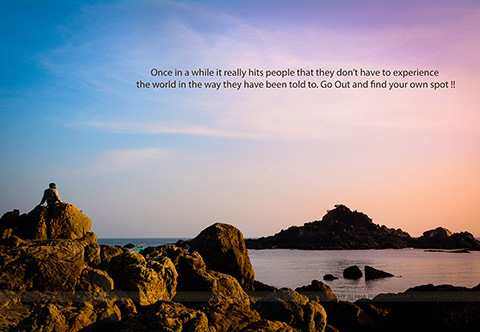 Once in a while it really hits people that they don't have to experience
the world in the way they have been told to. Go Out and find your own spot !!